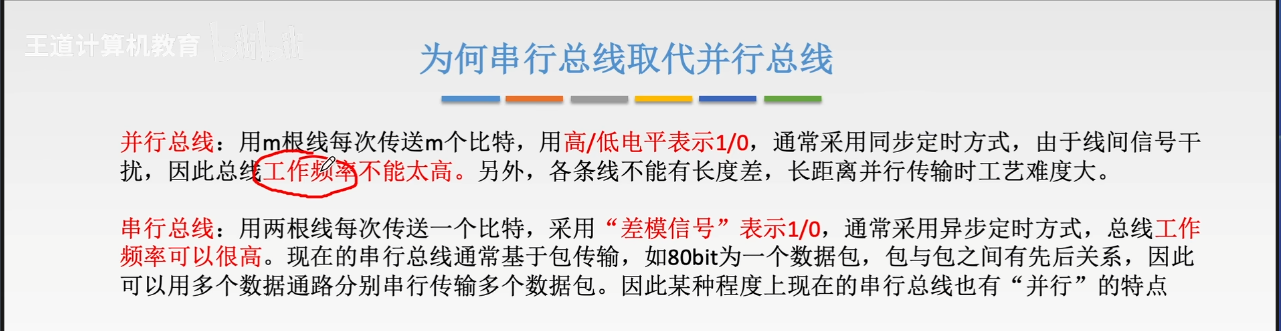 王道计算机教育
为何串行总线取代并行总线
并行总线：用m根线每次传送m个比特，用高/低电平表示1/0，通常采用同步定时方式，由于线间信号干
扰，因此总线工作频率不能太高。另外，各条线不能有长度差，长距离并行传输时工艺难度大。
串行总线：用两根线每次传送一个比特，采用“差模信号”表示1/0，通常采用异步定时方式，总线工作
频率可以很高。现在的串行总线通常基于包传输，如80bit为一个数据包，包与包之间有先后关系，因此
可以用多个数据通路分别串行传输多个数据包。因此某种程度上现在的串行总线也有“并行”的特点